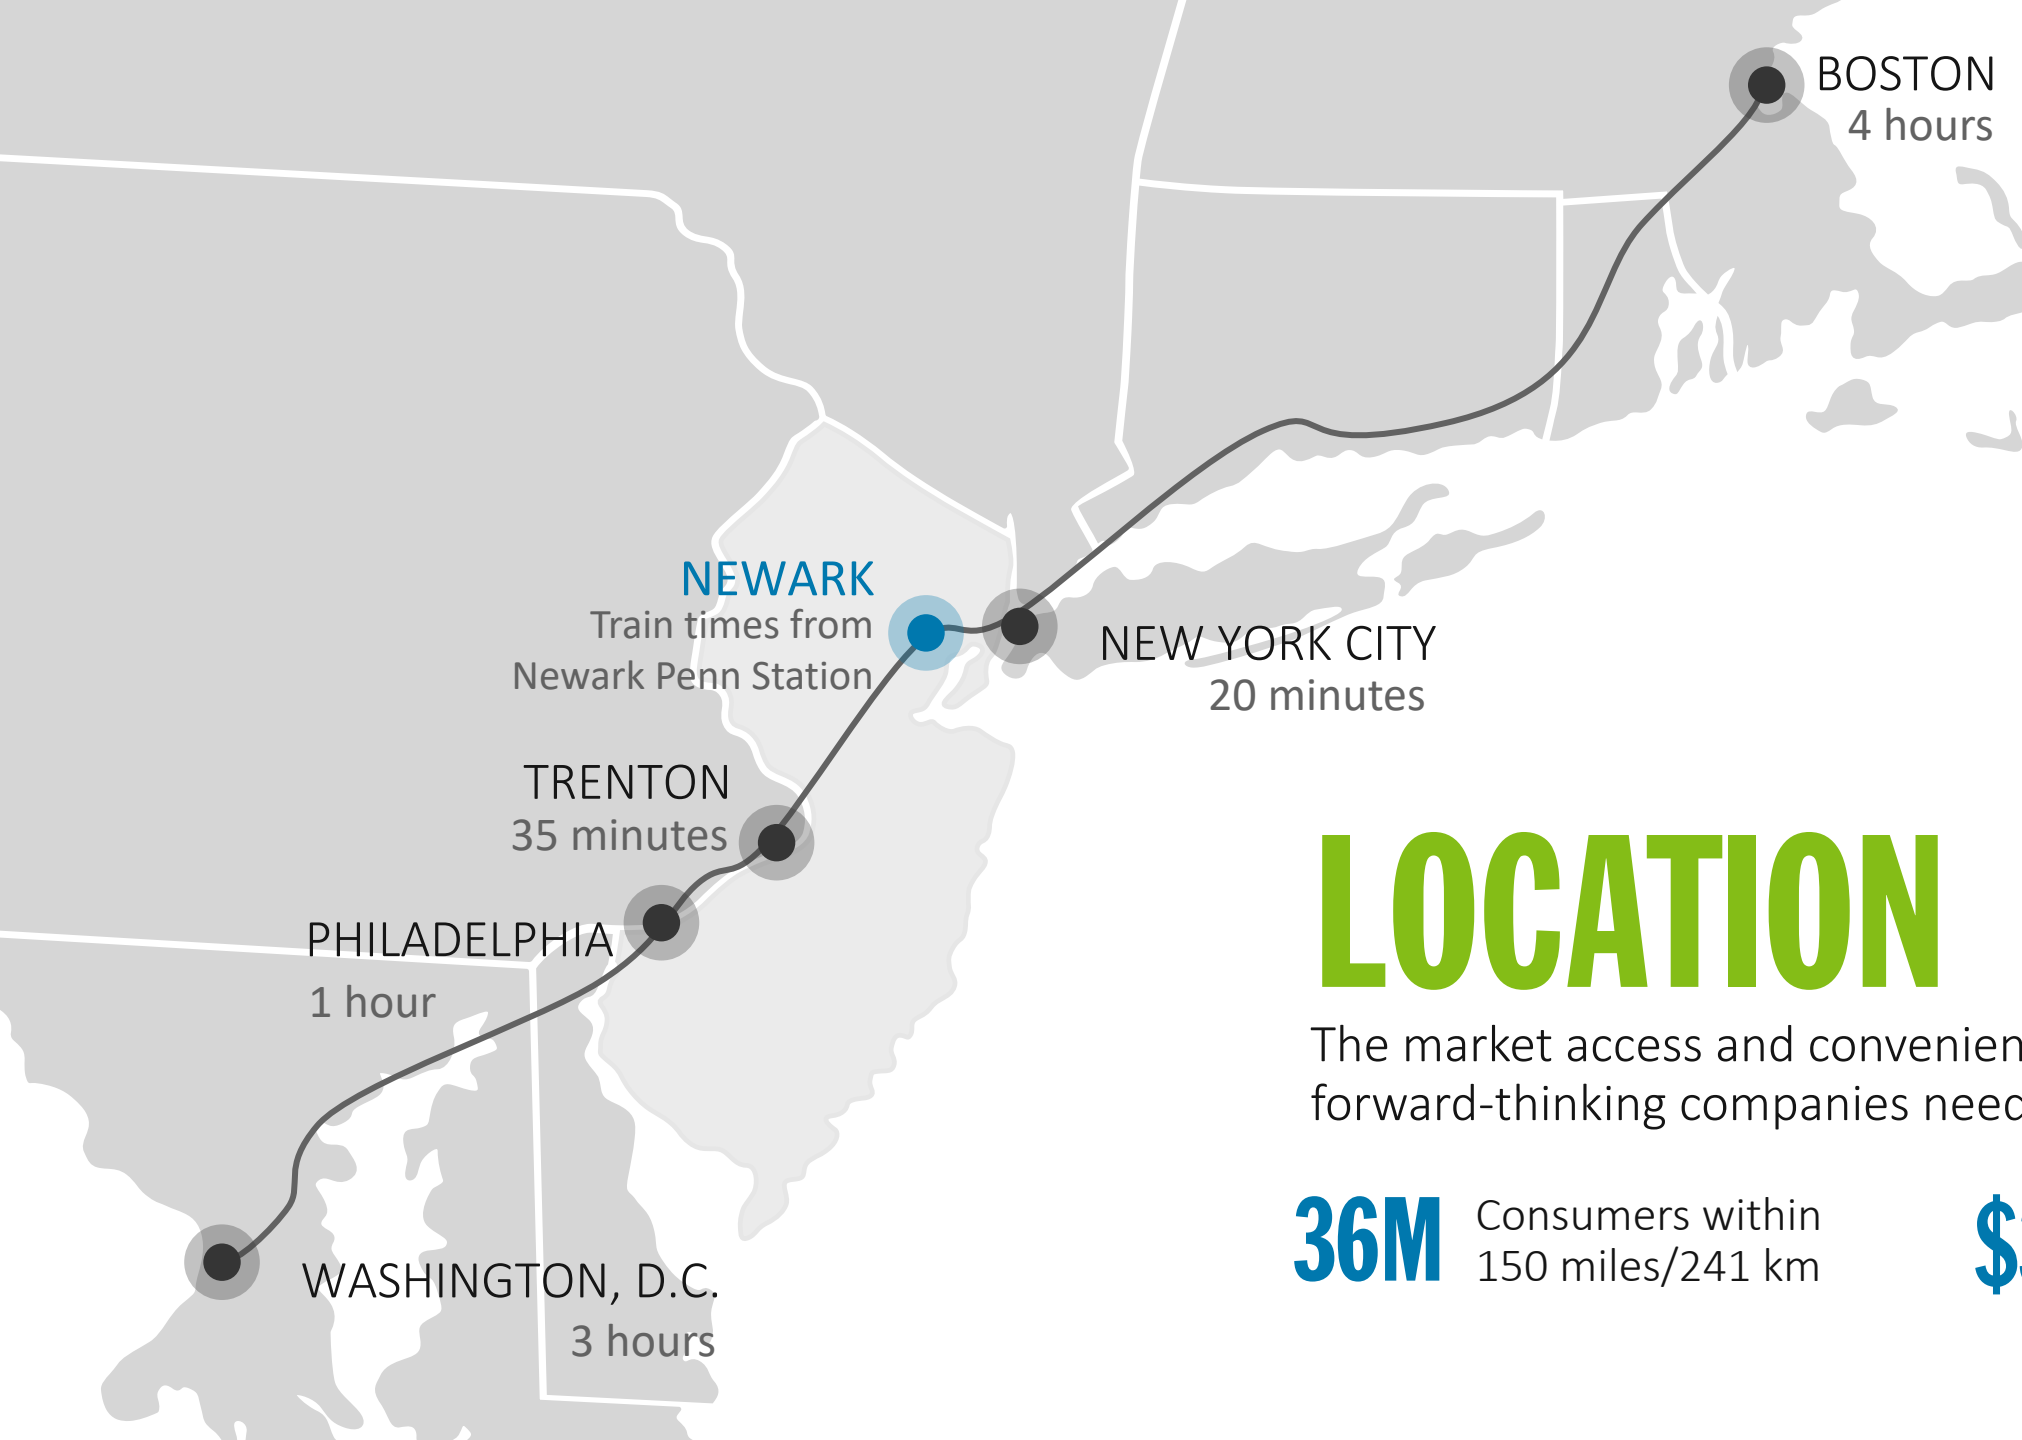 BOSTON
4 hours
NEWARK
Train times from
Newark Penn Station
NEW YORK CITY
20 minutes
TRENTON
35 minutes
PHILADELPHIA
1 hour
WASHINGTON, D.C.
3 hours
LOCATION
The market access and
forward-thinking companies
36M
Consumers within
150 miles/241 km
$